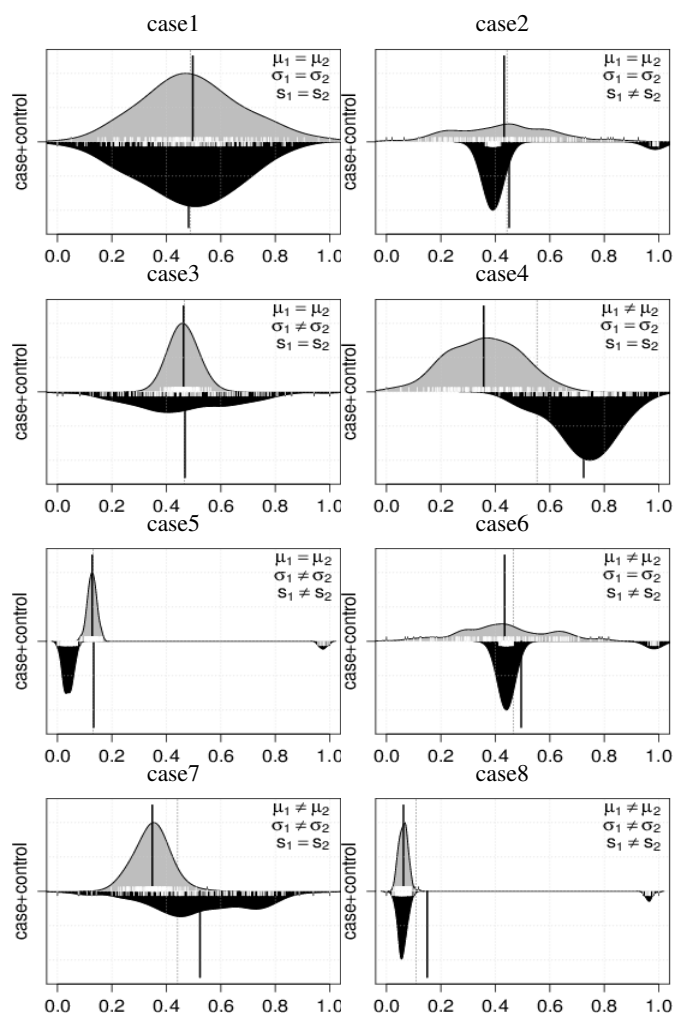 case1 case2
μ₁ = μ₂
σ₁ = σ₂
s₁ = s₂
case+control
0.0 0.2 0.4 0.6 0.8 1.0
μ₁ = μ₂
σ₁ = σ₂
s₁ ≠ s₂
case+control
0.0 0.2 0.4 0.6 0.8 1.0
case3 case4
μ₁ = μ₂
σ₁ ≠ σ₂
s₁ = s₂
case+control
0.0 0.2 0.4 0.6 0.8 1.0
μ₁ ≠ μ₂
σ₁ = σ₂
s₁ = s₂
case+control
0.0 0.2 0.4 0.6 0.8 1.0
case5 case6
μ₁ = μ₂
σ₁ ≠ σ₂
s₁ ≠ s₂
case+control
0.0 0.2 0.4 0.6 0.8 1.0
μ₁ ≠ μ₂
σ₁ = σ₂
s₁ ≠ s₂
case+control
0.0 0.2 0.4 0.6 0.8 1.0
case7 case8
μ₁ ≠ μ₂
σ₁ ≠ σ₂
s₁ = s₂
case+control
0.0 0.2 0.4 0.6 0.8 1.0
μ₁ ≠ μ₂
σ₁ ≠ σ₂
s₁ ≠ s₂
case+control
0.0 0.2 0.4 0.6 0.8 1.0